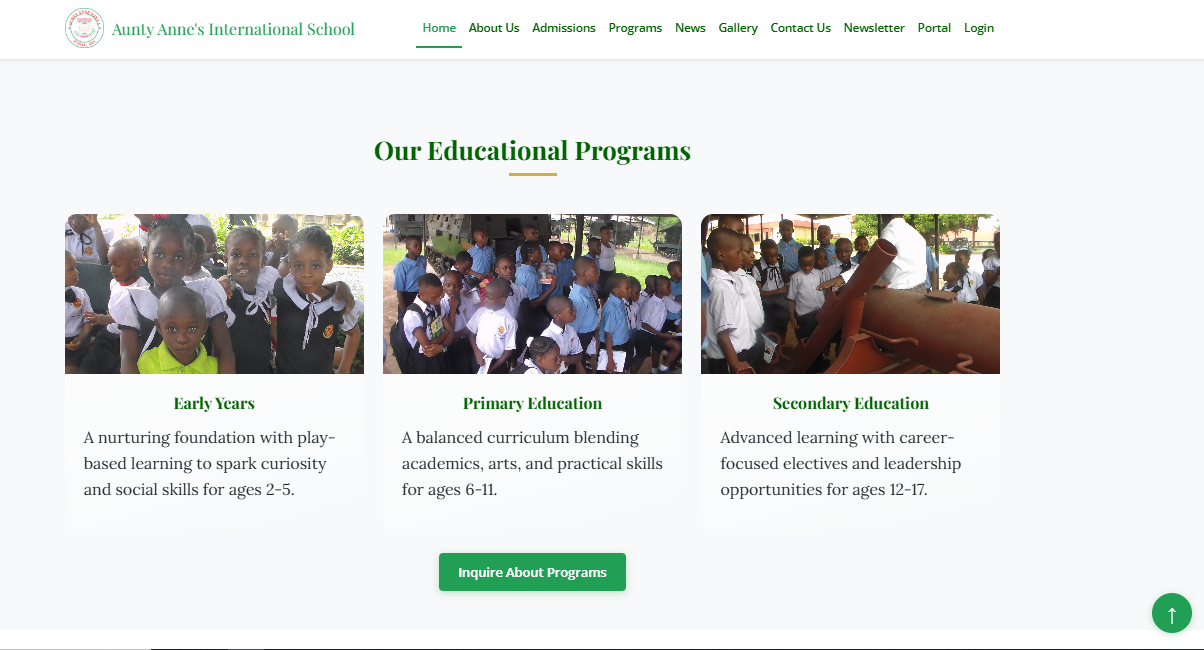 Aunty Anne's International School
Home About Us Admissions Programs News Gallery Contact Us Newsletter Portal Login
Our Educational Programs
Early Years
A nurturing foundation with play-
based learning to spark curiosity
and social skills for ages 2-5.
Primary Education
A balanced curriculum blending
academics, arts, and practical skills
for ages 6-11.
Secondary Education
Advanced learning with career-
focused electives and leadership
opportunities for ages 12-17.
Inquire About Programs
↑